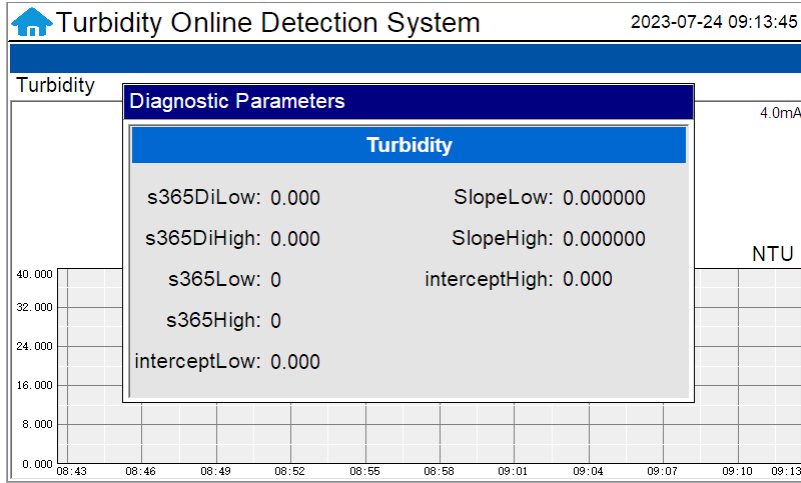 Turbidity Online Detection System 2023-07-24 09:13:45
Turbidity
Diagnostic Parameters
4.0mA
Turbidity
s365DiLow: 0.000 SlopeLow: 0.000000
s365DiHigh: 0.000 SlopeHigh: 0.000000
NTU
s365Low: 0 interceptHigh: 0.000
s365High: 0
interceptLow: 0.000
40.000
32.000
24.000
16.000
8.000
0.000
08:43 08:46 08:49 08:52 08:55 08:58 09:01 09:04 09:07 09:10 09:13